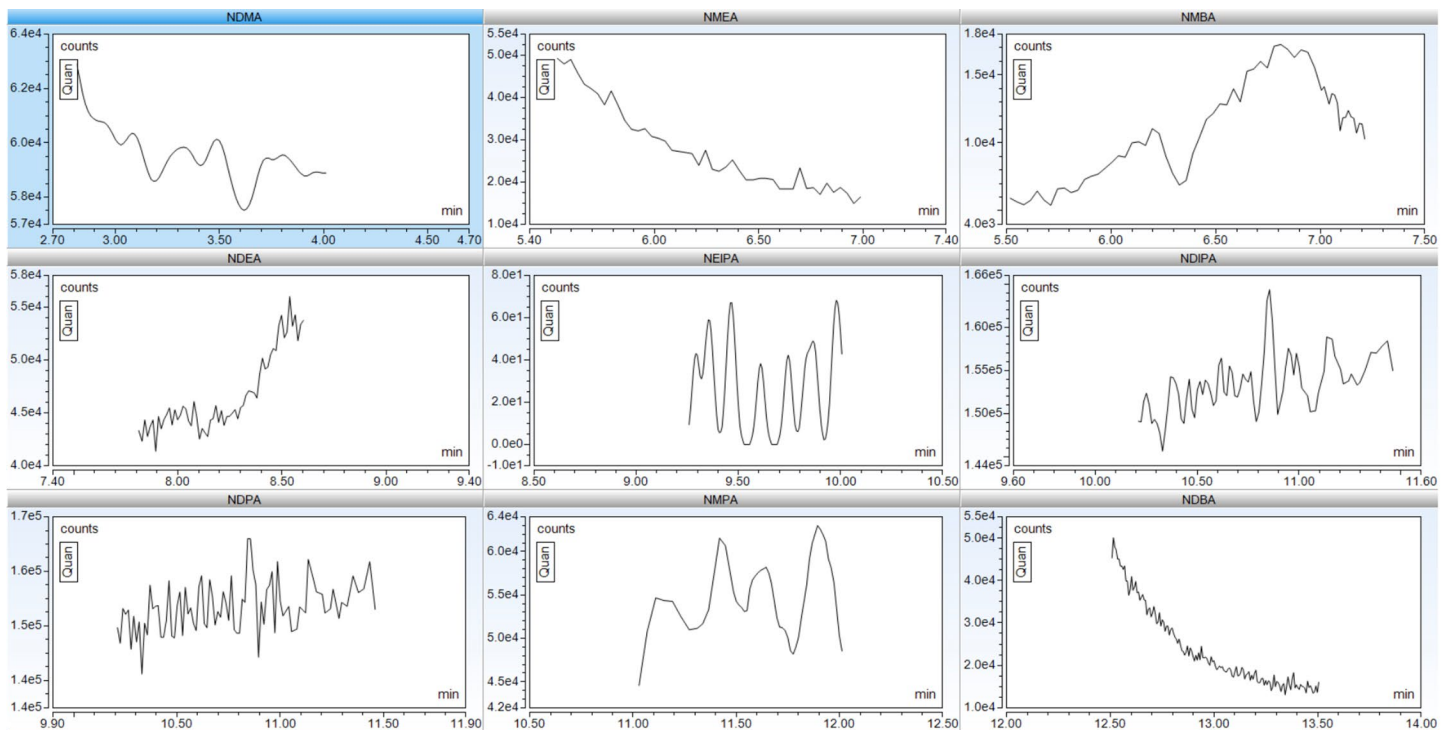 NDMA
6.4e4
6.2e4
6.0e4
5.8e4
5.7e4
counts
Quan
min
2.70 3.00 3.50 4.00 4.50 4.70
NMEA
5.5e4
5.0e4
4.0e4
3.0e4
2.0e4
1.0e4
counts
Quan
min
5.40 6.00 6.50 7.00 7.40
NMBA
1.8e4
1.5e4
1.0e4
4.0e3
counts
Quan
min
5.50 6.00 6.50 7.00 7.50
NDEA
5.8e4
5.5e4
5.0e4
4.5e4
4.0e4
counts
Quan
min
7.40 8.00 8.50 9.00 9.40
NEIPA
8.0e1
6.0e1
4.0e1
2.0e1
0.0e0
-1.0e1
counts
Quan
min
8.50 9.00 9.50 10.00 10.50
NDIPA
1.66e5
1.60e5
1.55e5
1.50e5
1.44e5
counts
Quan
min
9.60 10.00 10.50 11.00 11.60
NDPA
1.7e5
1.6e5
1.5e5
1.4e5
1.4e5
counts
Quan
min
9.90 10.50 11.00 11.50 11.90
NMPA
6.4e4
6.0e4
5.5e4
5.0e4
4.5e4
4.2e4
counts
Quan
min
10.50 11.00 11.50 12.00 12.50
NDBA
5.5e4
5.0e4
4.0e4
3.0e4
2.0e4
1.0e4
counts
Quan
min
12.00 12.50 13.00 13.50 14.00